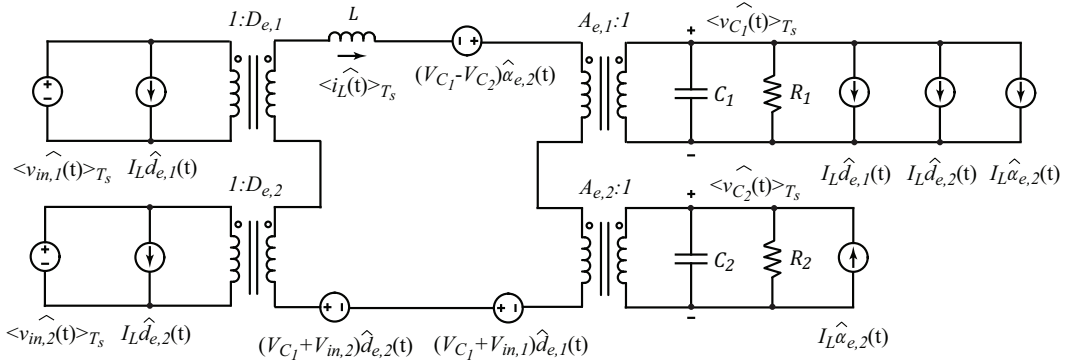 1:D_{e,1}
L
A_{e,1}:1
+ <\widehat{v_{C_1}(t)}>_{T_s}
+
−
<\widehat{i_L(t)}>_{T_s}
− +
(V_{C_1}-V_{C_2})\hat{α}_{e,2}(t)
C_1
R_1
−
<\widehat{v_{in,1}(t)}>_{T_s}
I_L\hat{d}_{e,1}(t)
I_L\hat{d}_{e,1}(t)
I_L\hat{d}_{e,2}(t)
I_L\hat{α}_{e,2}(t)
1:D_{e,2}
A_{e,2}:1
+ <\widehat{v_{C_2}(t)}>_{T_s}
+
−
C_2
R_2
+ −
+ −
−
<\widehat{v_{in,2}(t)}>_{T_s}
I_L\hat{d}_{e,2}(t)
(V_{C_1}+V_{in,2})\hat{d}_{e,2}(t)
(V_{C_1}+V_{in,1})\hat{d}_{e,1}(t)
I_L\hat{α}_{e,2}(t)